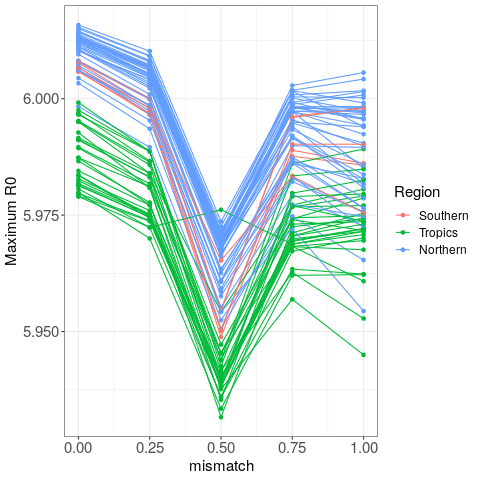 6.000
5.975
5.950
Maximum R0
0.00 0.25 0.50 0.75 1.00
mismatch
Region
Southern
Tropics
Northern